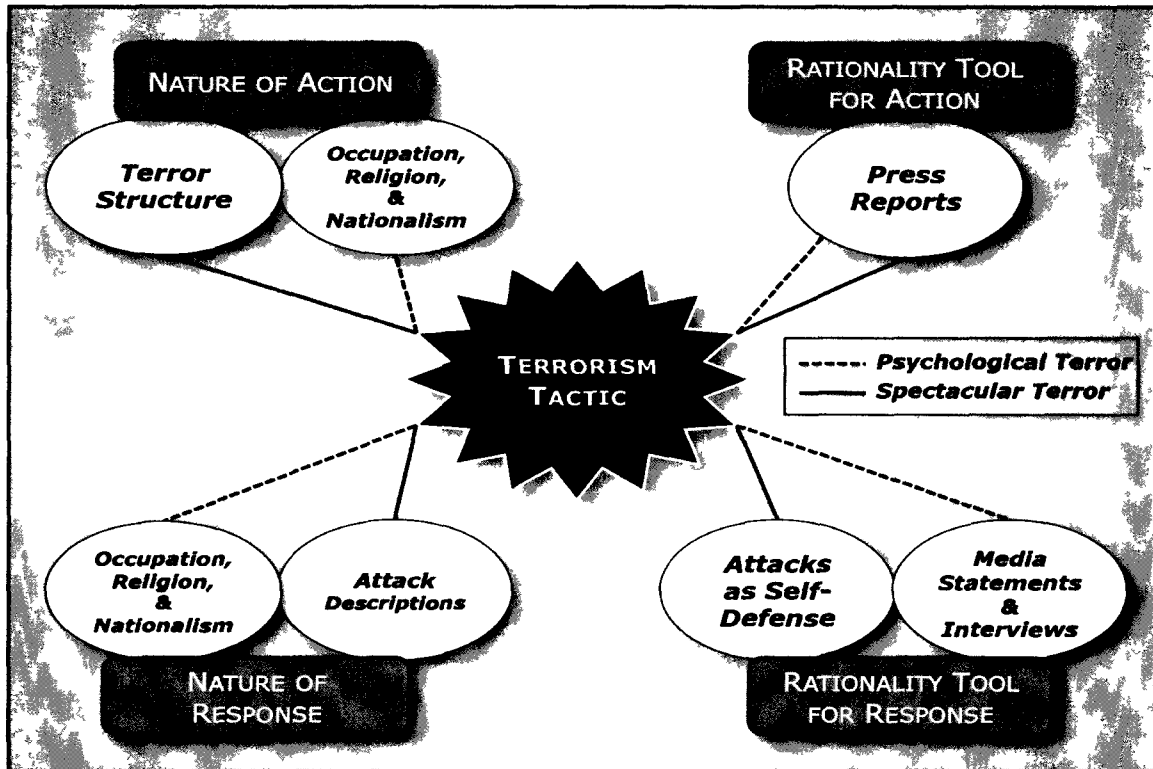 NATURE OF ACTION
RATIONALITY TOOL
FOR ACTION
Terror
Structure
Occupation,
Religion,
&
Nationalism
Press
Reports
TERRORISM
TACTIC
Psychological Terror
Spectacular Terror
Occupation,
Religion,
&
Nationalism
Attack
Descriptions
Attacks
as Self-
Defense
Media
Statements
&
Interviews
NATURE OF
RESPONSE
RATIONALITY TOOL
FOR RESPONSE